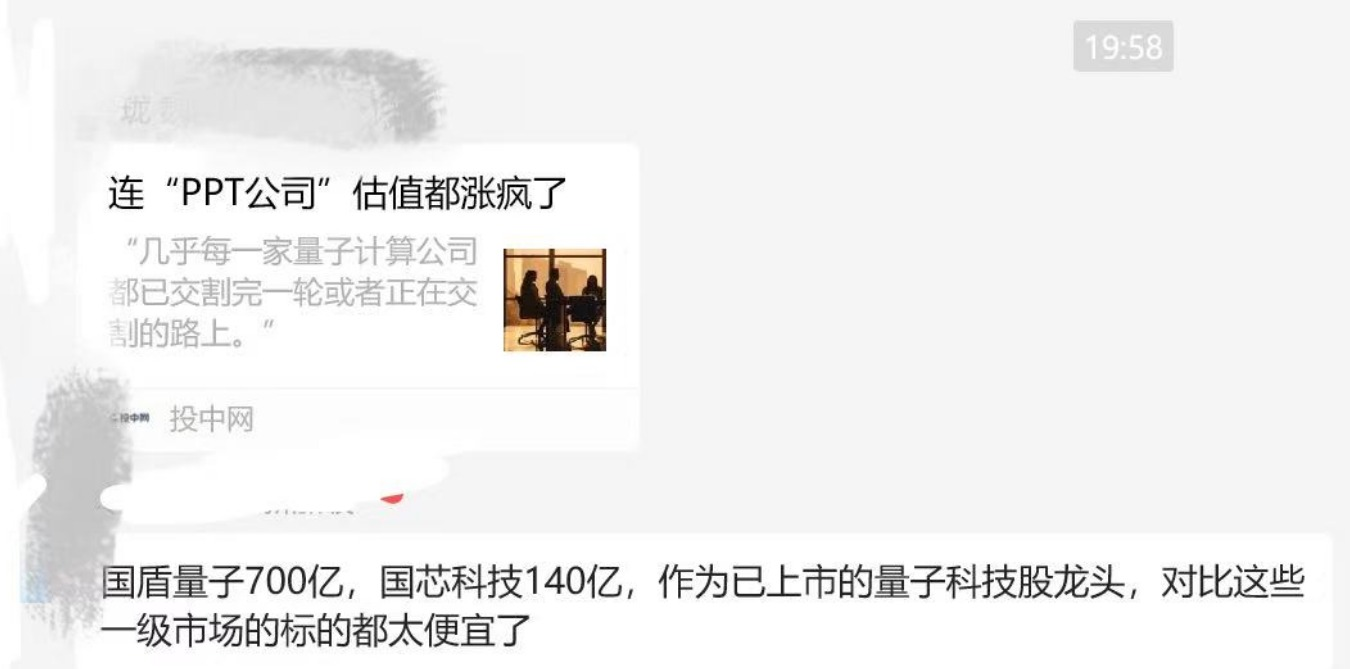 19:58
连“PPT公司”估值都涨疯了
“几乎每一家量子计算公司
都已交割完一轮或者正在交
割的路上。”
投中网
投中网
国盾量子700亿，国芯科技140亿，作为已上市的量子科技股龙头，对比这些
一级市场的标的都太便宜了